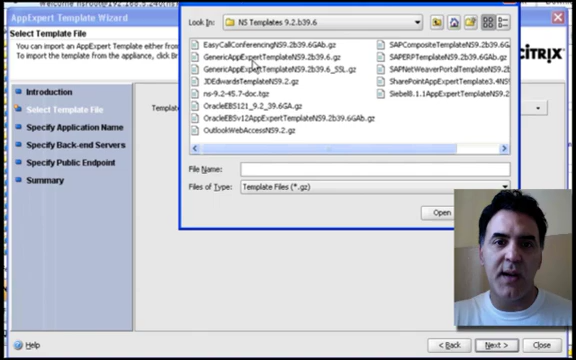 AppExpert Template Wizard
Select Template File
You can import an AppExpert Template either from
To import the template from the appliance, click Br
Introduction
Select Template File
Specify Application Name
Specify Back-end Servers
Specify Public Endpoint
Summary
Template
Look In:
NS Templates 9.2.b39.6
EasyCallConferencingNS9.2b39.6GAb.gz
GenericAppExpertTemplateNS9.2b39.6.gz
GenericAppExpertTemplateNS9.2b39.6_SSL.gz
JDEdwardsTemplateNS9.2.gz
ns-9.2-45.7-doc.tgz
OracleEBS121_9.2_39.6GA.gz
OracleEBSv12AppExpertTemplateNS9.2b39.6GAb.gz
OutlookWebAccessNS9.2.gz
SAPCompositeTemplateNS9.2b39.6
SAPERPTemplateNS9.2b39.6GAb.gz
SAPNetWeaverPortalTemplateNS9.2
SharePointAppExpertTemplate3.4N
Siebel8.1.1AppExpertTemplateNS9.
File Name:
Files of Type:
Template Files (*.gz)
Open
CITRIX
Help
< Back
Next >
Close